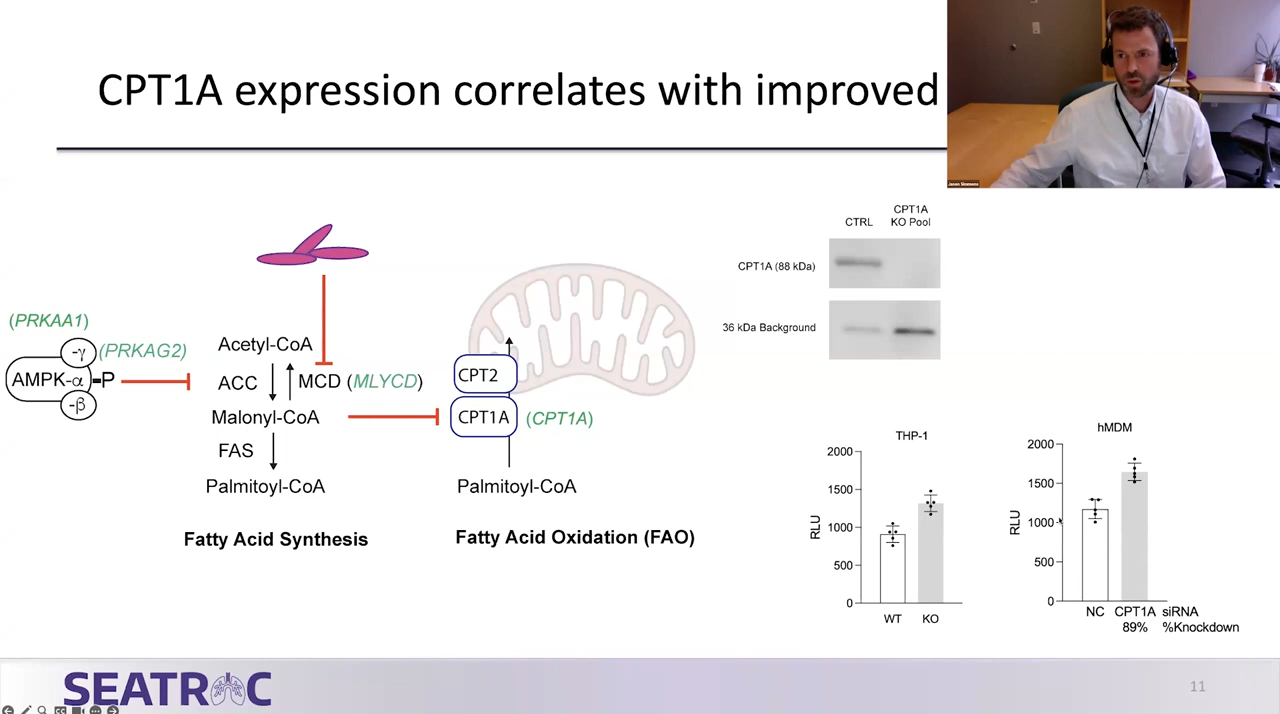 CPT1A expression correlates with improved
Jason Simmons
(PRKAA1)
-γ
(PRKAG2)
AMPK-α
-P
-β
Acetyl-CoA
ACC
MCD (MLYCD)
Malonyl-CoA
FAS
Palmitoyl-CoA
Fatty Acid Synthesis
CPT2
CPT1A
(CPT1A)
Palmitoyl-CoA
Fatty Acid Oxidation (FAO)
CTRL
CPT1A
KO Pool
CPT1A (88 kDa)
36 kDa Background
THP-1
RLU
2000
1500
1000
500
0
WT
KO
hMDM
RLU
2000
1500
1000
500
0
NC
CPT1A
siRNA
89%
%Knockdown
SEATRAC
11